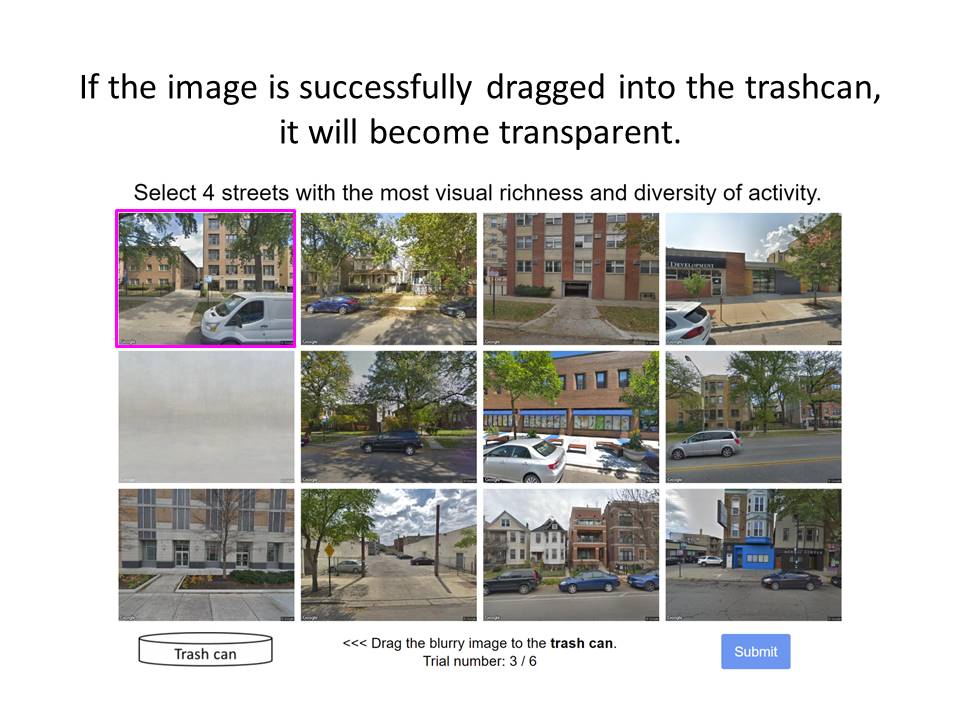 If the image is successfully dragged into the trashcan,
it will become transparent.
Select 4 streets with the most visual richness and diversity of activity.
DEVELOPMENT
Trash can
<<< Drag the blurry image to the trash can.
Trial number: 3 / 6
Submit